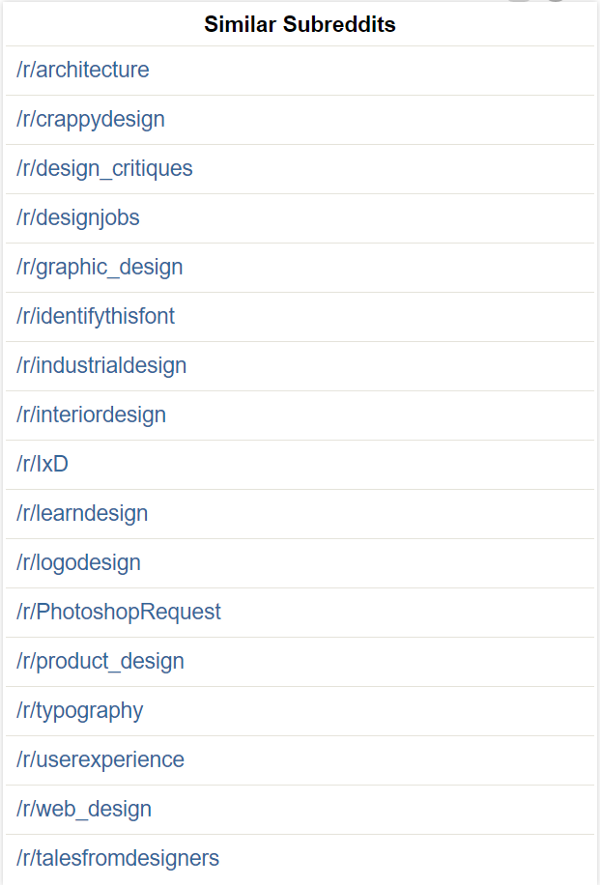 Similar Subreddits
/r/architecture
/r/crappydesign
/r/design_critiques
/r/designjobs
/r/graphic_design
/r/identifythisfont
/r/industrialdesign
/r/interiordesign
/r/IxD
/r/learndesign
/r/logodesign
/r/PhotoshopRequest
/r/product_design
/r/typography
/r/userexperience
/r/web_design
/r/talesfromdesigners